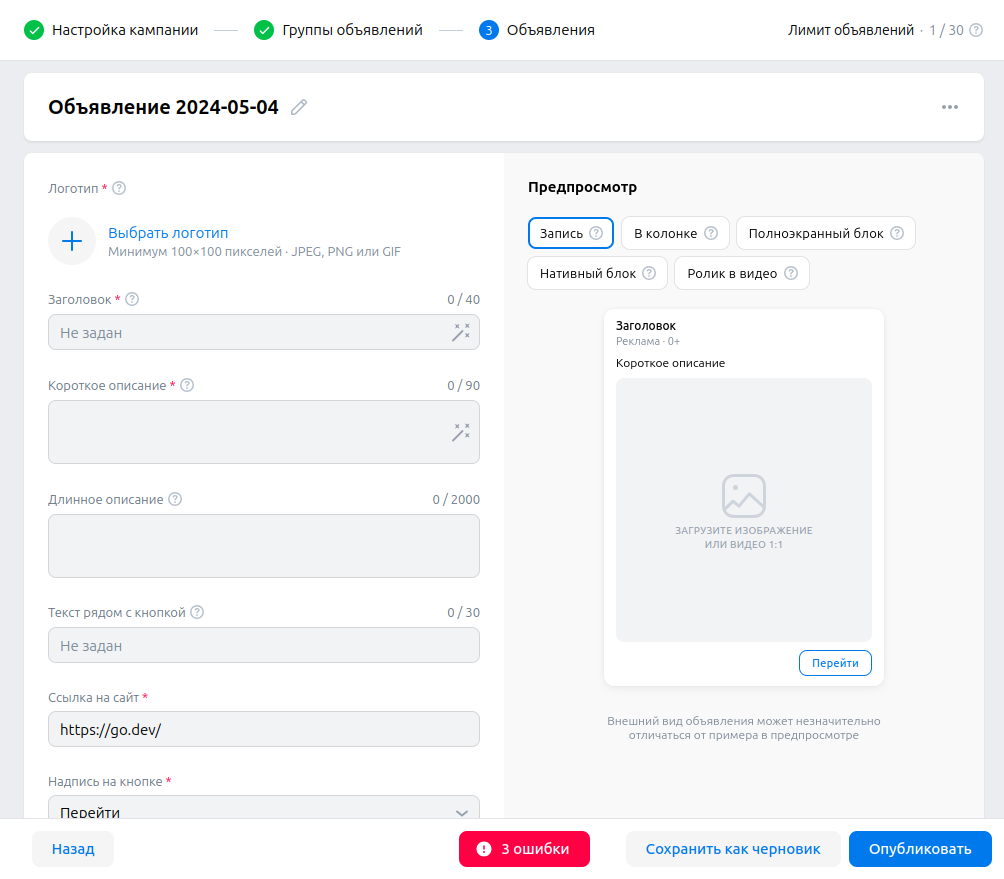 Настройка кампании
Группы объявлений
3 Объявления
Лимит объявлений · 1 / 30 ?
Объявление 2024-05-04
Логотип * ?
Выбрать логотип
Минимум 100×100 пикселей · JPEG, PNG или GIF
Заголовок * ? 0 / 40
Не задан
Короткое описание * ? 0 / 90
Длинное описание ? 0 / 2000
Текст рядом с кнопкой ? 0 / 30
Не задан
Ссылка на сайт *
https://go.dev/
Надпись на кнопке *
Перейти
Предпросмотр
Запись ? В колонке ? Полноэкранный блок ?
Нативный блок ? Ролик в видео ?
Заголовок
Реклама · 0+
Короткое описание
ЗАГРУЗИТЕ ИЗОБРАЖЕНИЕ
ИЛИ ВИДЕО 1:1
Перейти
Внешний вид объявления может незначительно
отличаться от примера в предпросмотре
Назад
! 3 ошибки
Сохранить как черновик
Опубликовать